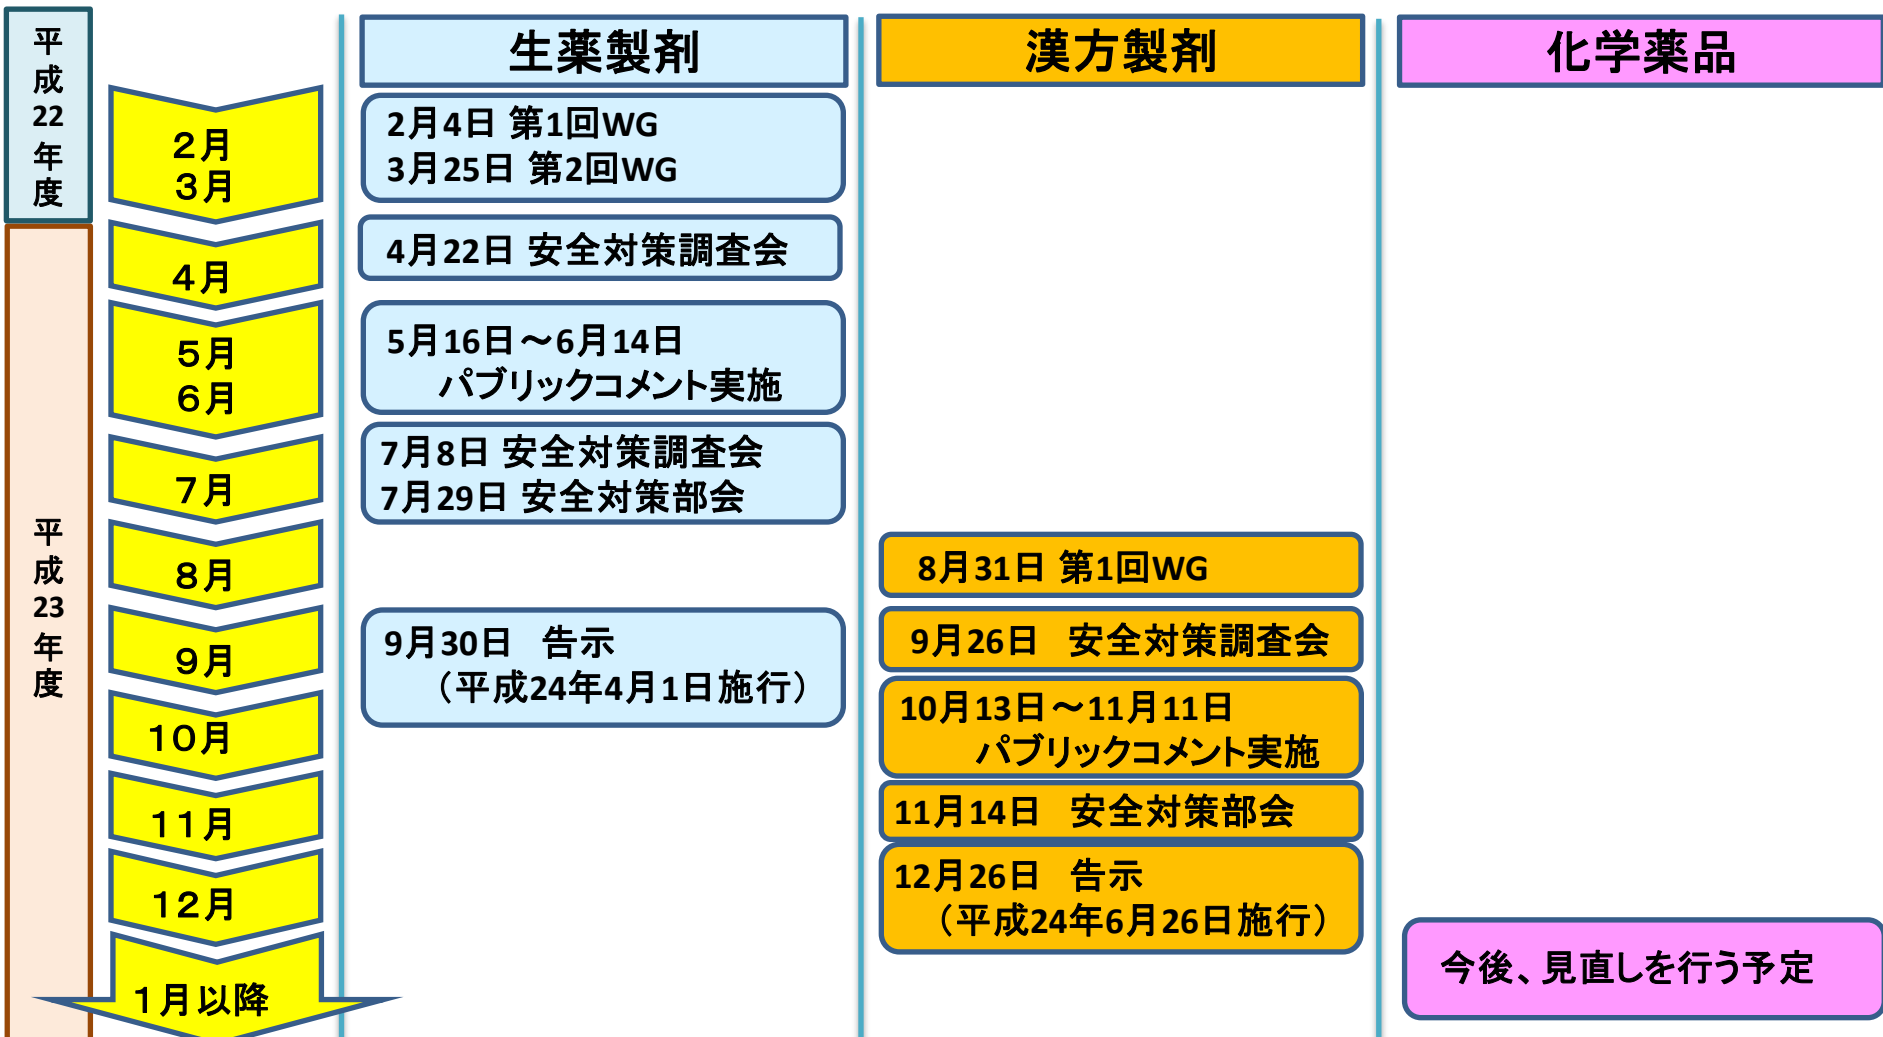 平成22年度
平成23年度
2月
3月
4月
5月
6月
7月
8月
9月
10月
11月
12月
1月以降
生薬製剤
2月4日 第1回WG
3月25日 第2回WG
4月22日 安全対策調査会
5月16日～6月14日
パブリックコメント実施
7月8日 安全対策調査会
7月29日 安全対策部会
9月30日　告示
（平成24年4月1日施行）
漢方製剤
8月31日 第1回WG
9月26日　安全対策調査会
10月13日～11月11日
パブリックコメント実施
11月14日　安全対策部会
12月26日　告示
（平成24年6月26日施行）
化学薬品
今後、見直しを行う予定